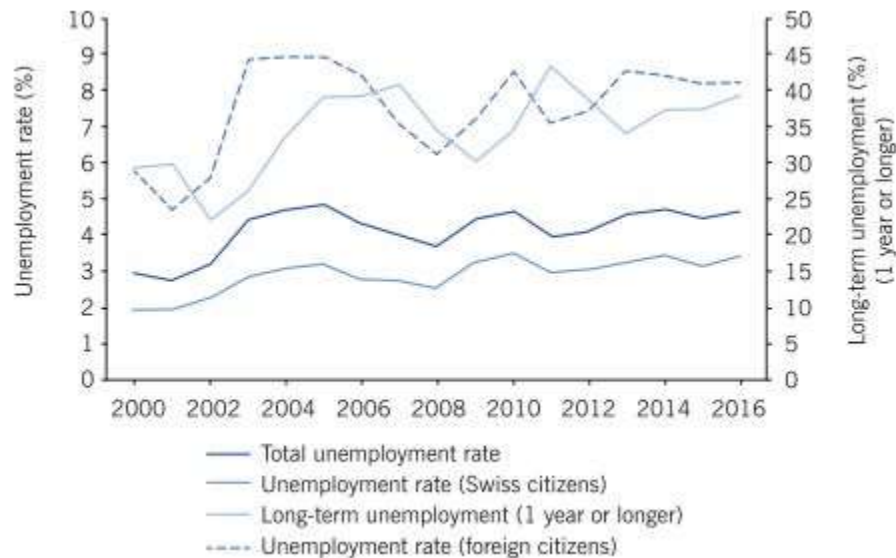 Unemployment rate (%)
10
9
8
7
6
5
4
3
2
1
0
50
45
40
35
30
25
20
15
10
5
0
Long-term unemployment (%)
(1 year or longer)
2000 2002 2004 2006 2008 2010 2012 2014 2016
Total unemployment rate
Unemployment rate (Swiss citizens)
Long-term unemployment (1 year or longer)
Unemployment rate (foreign citizens)